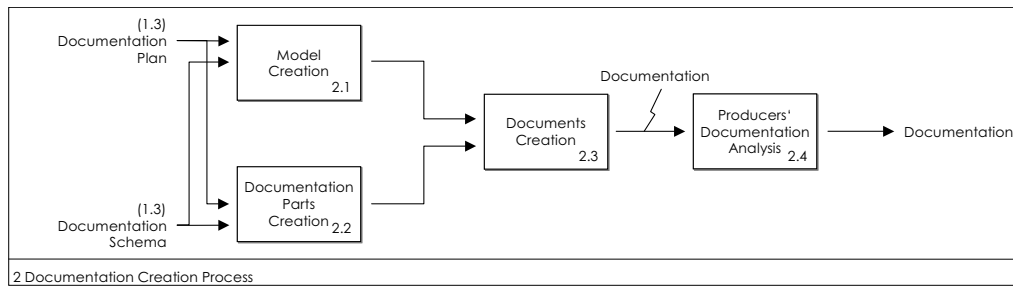 (1.3)
Documentation
Plan
Model
Creation
2.1
Documentation
Documents
Creation
2.3
Producers‘
Documentation
Analysis
2.4
Documentation
Documentation
Parts
Creation
2.2
(1.3)
Documentation
Schema
2 Documentation Creation Process